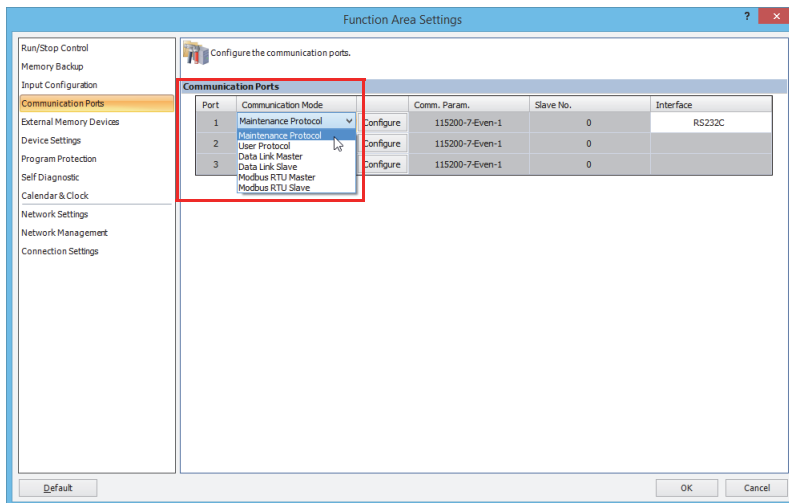 Function Area Settings
? ×
Run/Stop Control
Memory Backup
Input Configuration
Communication Ports
External Memory Devices
Device Settings
Program Protection
Self Diagnostic
Calendar & Clock
Network Settings
Network Management
Connection Settings
Configure the communication ports.
Communication Ports
Port Communication Mode Comm. Param. Slave No. Interface
1 Maintenance Protocol Configure 115200-7-Even-1 0 RS232C
2 Configure 115200-7-Even-1 0
3 Configure 115200-7-Even-1 0
Maintenance Protocol
User Protocol
Data Link Master
Data Link Slave
Modbus RTU Master
Modbus RTU Slave
Default OK Cancel